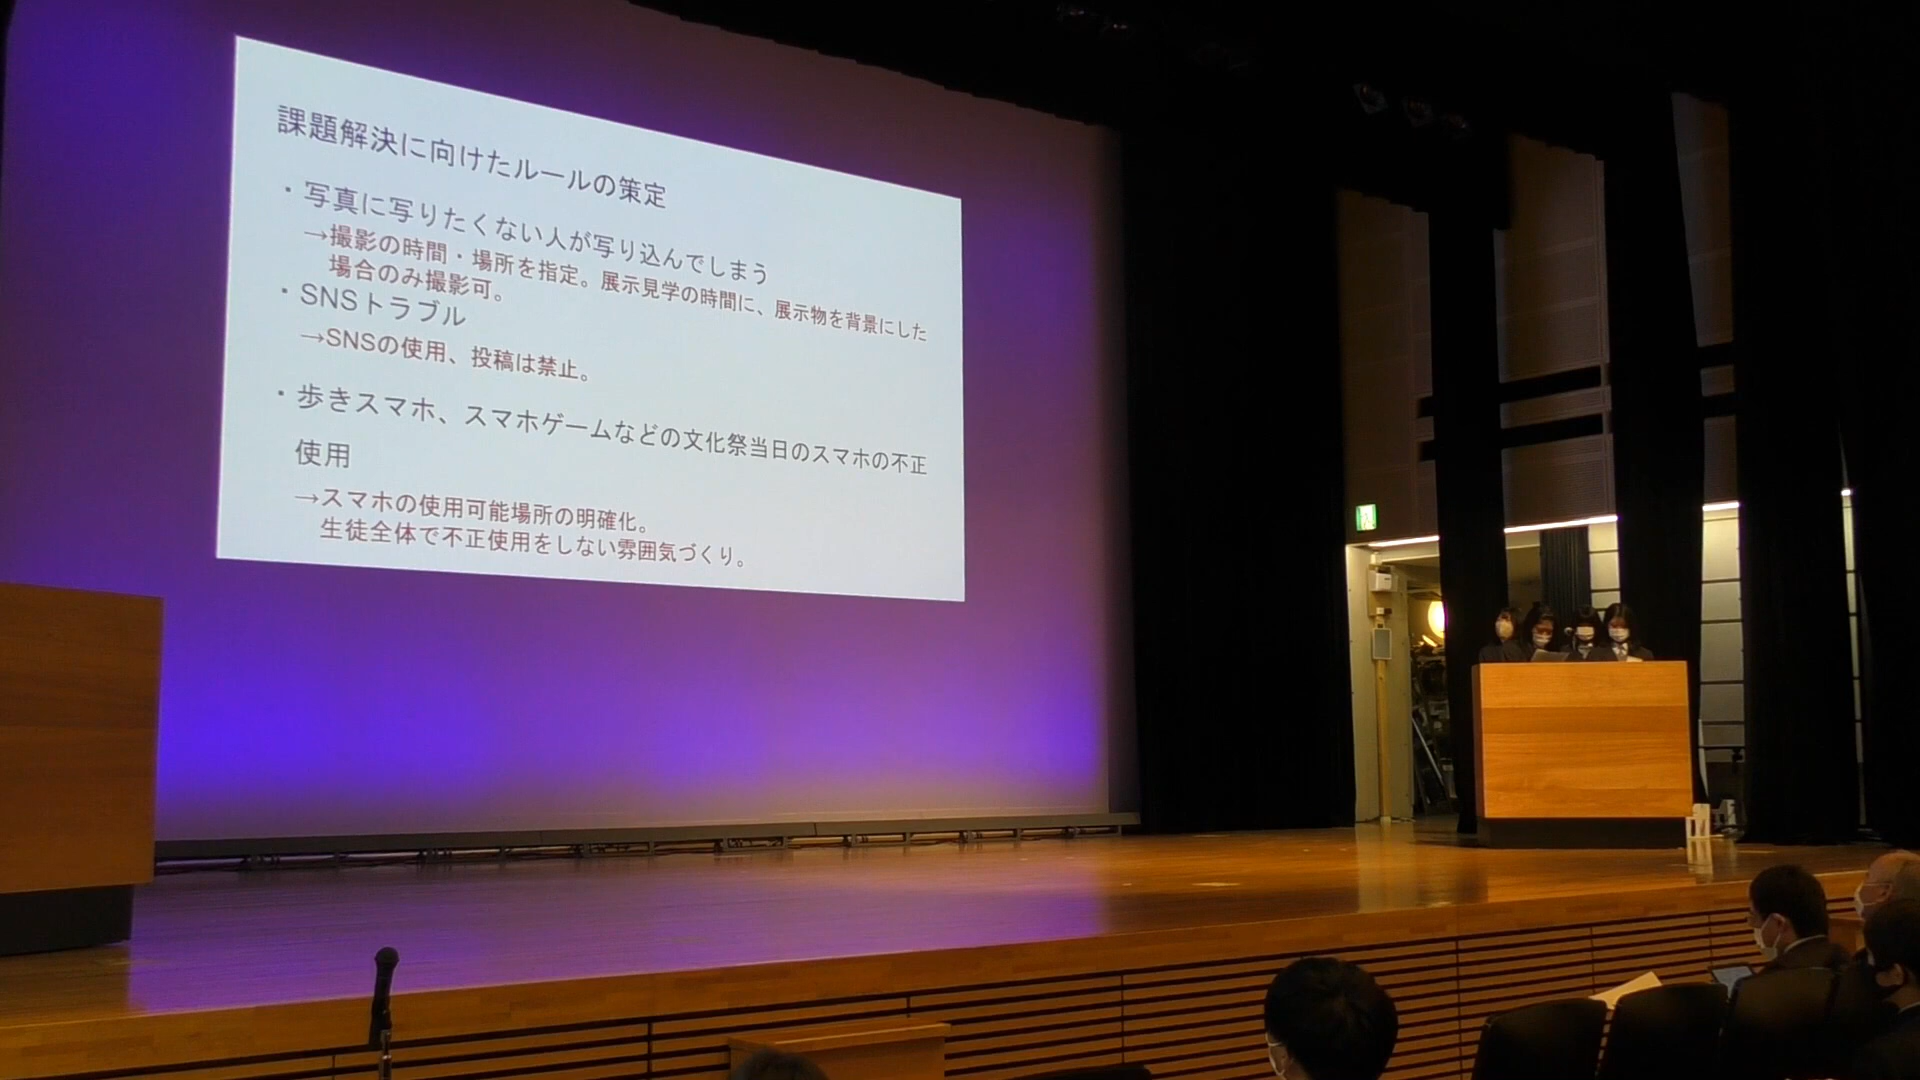 課題解決に向けたルールの策定
・写真に写りたくない人が写り込んでしまう
→撮影の時間・場所を指定。展示見学の時間に、展示物を背景にした
場合のみ撮影可。
・SNSトラブル
→SNSの使用、投稿は禁止。
・歩きスマホ、スマホゲームなどの文化祭当日のスマホの不正
使用
→スマホの使用可能場所の明確化。
生徒全体で不正使用をしない雰囲気づくり。